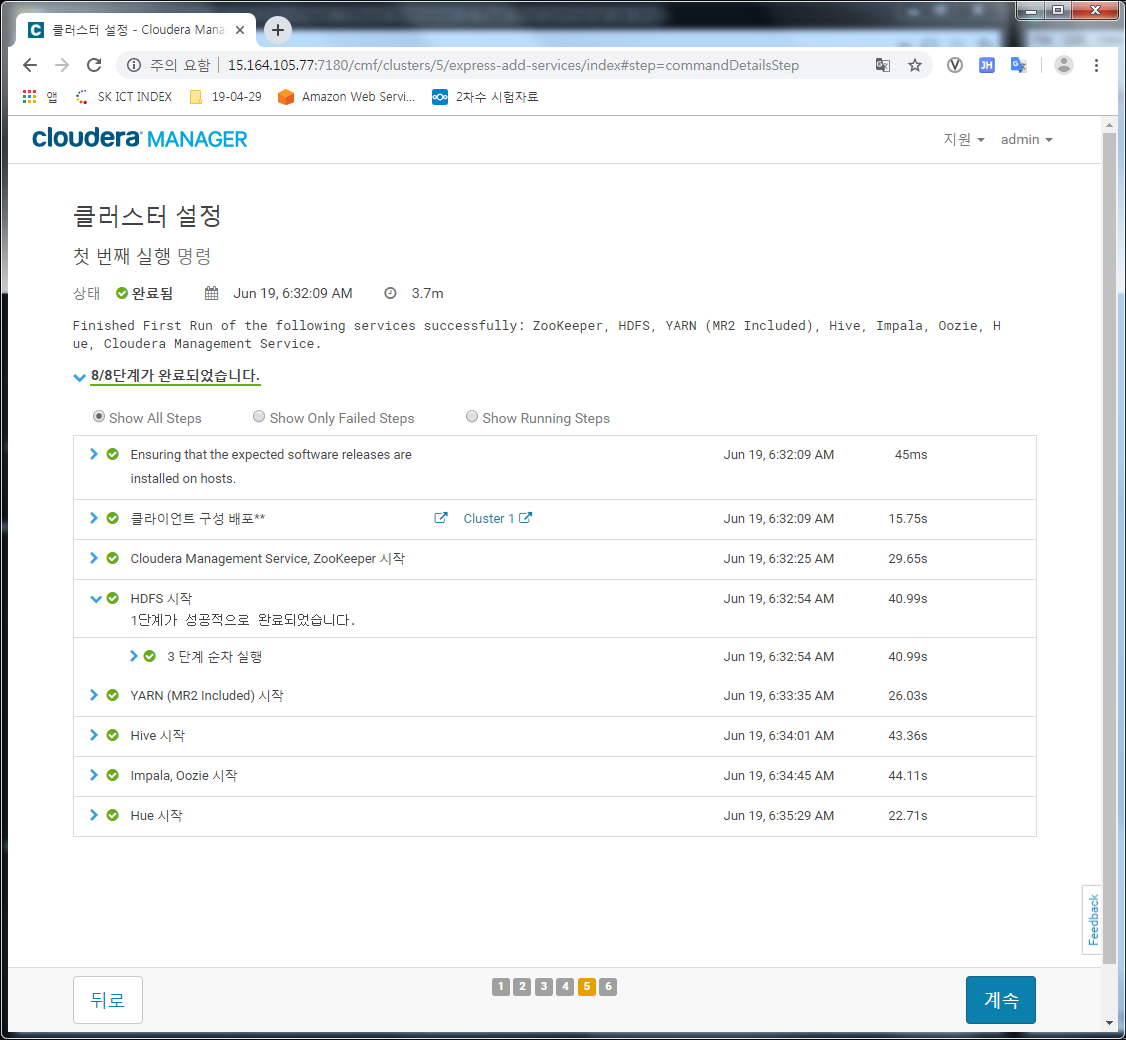 클러스터 설정 - Cloudera Mana
주의 요함 | 15.164.105.77:7180/cmf/clusters/5/express-add-services/index#step=commandDetailsStep
앱 SK ICT INDEX 19-04-29 Amazon Web Servi... 2차수 시험자료
cloudera MANAGER 지원 admin
클러스터 설정
첫 번째 실행 명령
상태 완료됨 Jun 19, 6:32:09 AM 3.7m
Finished First Run of the following services successfully: ZooKeeper, HDFS, YARN (MR2 Included), Hive, Impala, Oozie, H
ue, Cloudera Management Service.
8/8단계가 완료되었습니다.
Show All Steps Show Only Failed Steps Show Running Steps
Ensuring that the expected software releases are Jun 19, 6:32:09 AM 45ms
installed on hosts.
클라이언트 구성 배포** Cluster 1 Jun 19, 6:32:09 AM 15.75s
Cloudera Management Service, ZooKeeper 시작 Jun 19, 6:32:25 AM 29.65s
HDFS 시작 Jun 19, 6:32:54 AM 40.99s
1단계가 성공적으로 완료되었습니다.
3 단계 순차 실행 Jun 19, 6:32:54 AM 40.99s
YARN (MR2 Included) 시작 Jun 19, 6:33:35 AM 26.03s
Hive 시작 Jun 19, 6:34:01 AM 43.36s
Impala, Oozie 시작 Jun 19, 6:34:45 AM 44.11s
Hue 시작 Jun 19, 6:35:29 AM 22.71s
Feedback
뒤로 1 2 3 4 5 6 계속